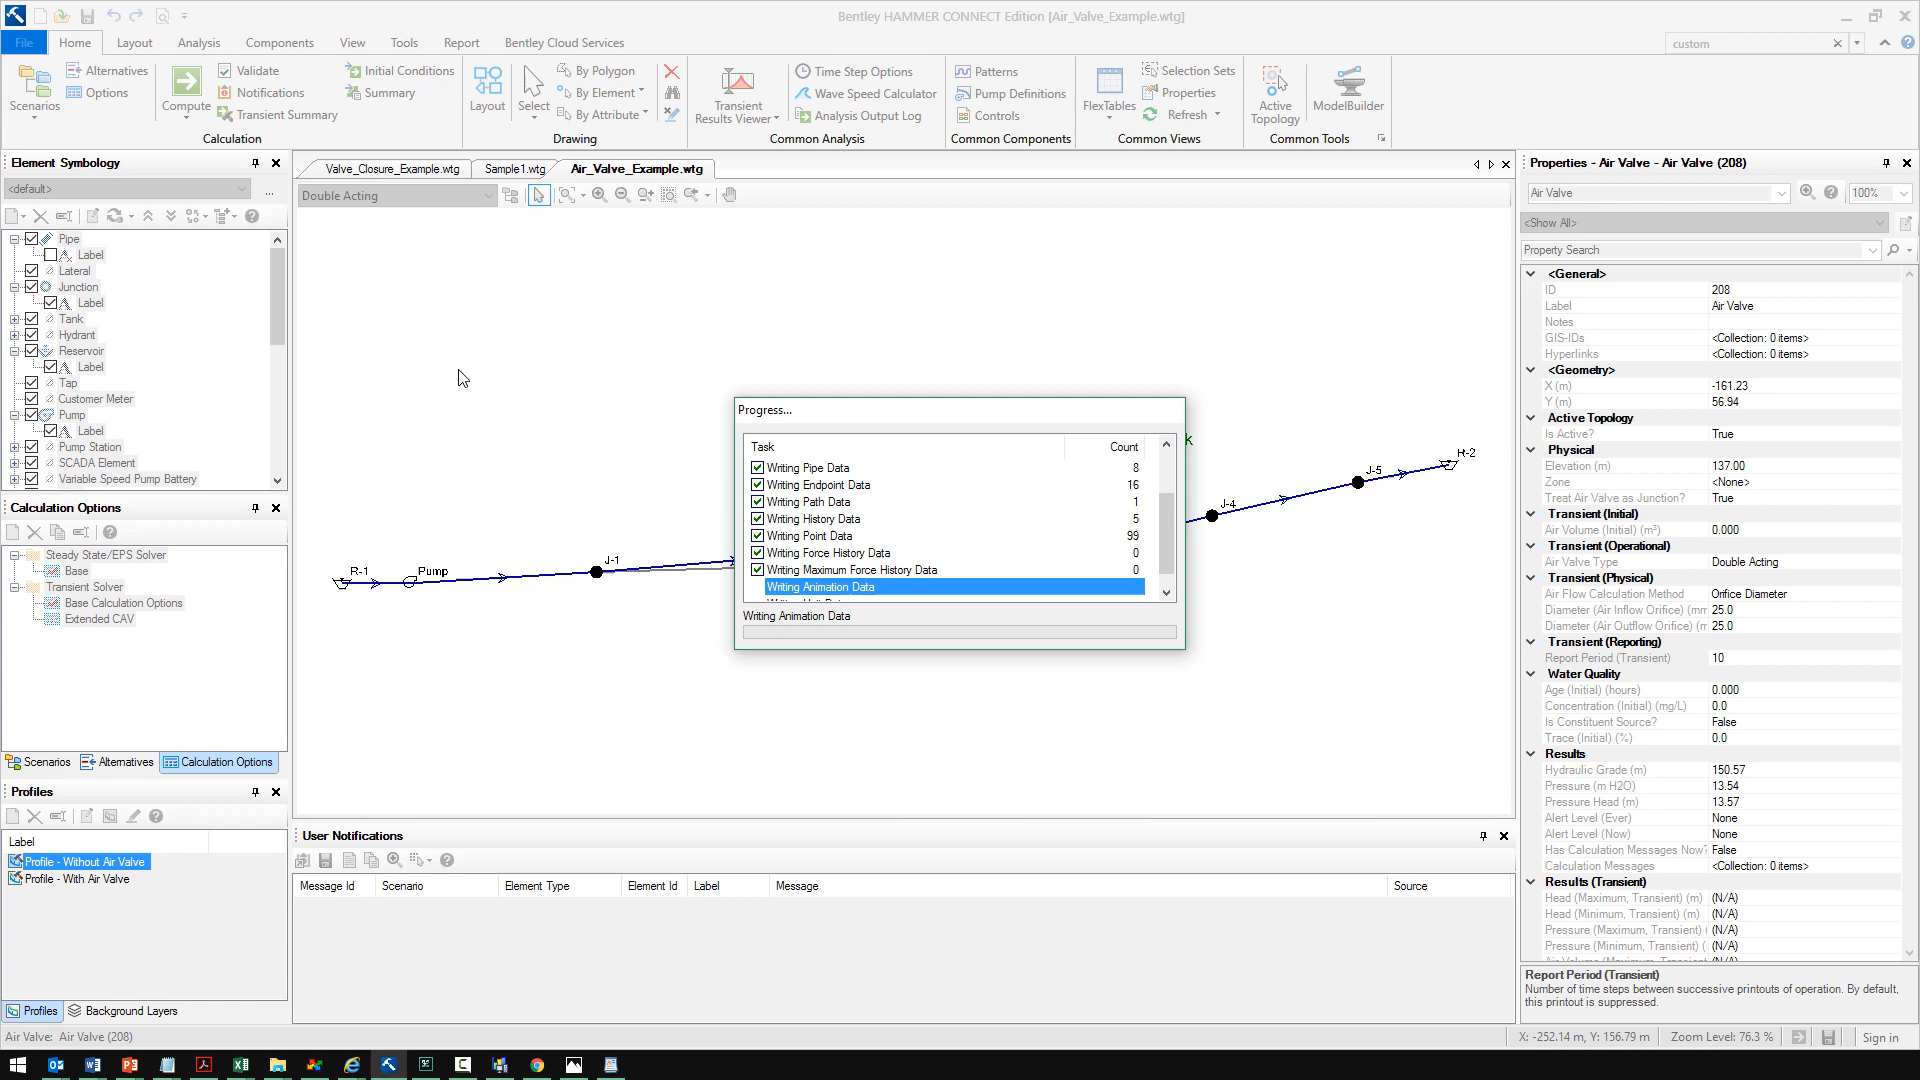 Bentley HAMMER CONNECT Edition [Air_Valve_Example.wtg]
File Home Layout Analysis Components View Tools Report Bentley Cloud Services custom
Scenarios Alternatives Options
Compute Validate Notifications Transient Summary Initial Conditions Summary
Calculation
Layout Select By Polygon By Element By Attribute
Drawing
Transient Results Viewer Time Step Options Wave Speed Calculator Analysis Output Log
Common Analysis
Patterns Pump Definitions Controls
Common Components
FlexTables Selection Sets Properties Refresh
Common Views
Active Topology ModelBuilder
Common Tools
Element Symbology
<default>
...
Pipe
Label
Lateral
Junction
Label
Tank
Hydrant
Reservoir
Label
Tap
Customer Meter
Pump
Label
Pump Station
SCADA Element
Variable Speed Pump Battery
Calculation Options
Steady State/EPS Solver
Base
Transient Solver
Base Calculation Options
Extended CAV
Scenarios Alternatives Calculation Options
Profiles
Label
Profile - Without Air Valve
Profile - With Air Valve
Profiles Background Layers
Valve_Closure_Example.wtg Sample1.wtg Air_Valve_Example.wtg
Double Acting
R-1
Pump
J-1
J-4
J-5
R-2
k
Progress...
Task Count
Writing Pipe Data 8
Writing Endpoint Data 16
Writing Path Data 1
Writing History Data 5
Writing Point Data 99
Writing Force History Data 0
Writing Maximum Force History Data 0
Writing Animation Data
Writing Animation Data
User Notifications
Message Id Scenario Element Type Element Id Label Message Source
Properties - Air Valve - Air Valve (208)
Air Valve 100%
<Show All>
Property Search
<General>
ID 208
Label Air Valve
Notes
GIS-IDs <Collection: 0 items>
Hyperlinks <Collection: 0 items>
<Geometry>
X (m) -161.23
Y (m) 56.94
Active Topology
Is Active? True
Physical
Elevation (m) 137.00
Zone <None>
Treat Air Valve as Junction? True
Transient (Initial)
Air Volume (Initial) (m³) 0.000
Transient (Operational)
Air Valve Type Double Acting
Transient (Physical)
Air Flow Calculation Method Orifice Diameter
Diameter (Air Inflow Orifice) (mm 25.0
Diameter (Air Outflow Orifice) (r 25.0
Transient (Reporting)
Report Period (Transient) 10
Water Quality
Age (Initial) (hours) 0.000
Concentration (Initial) (mg/L) 0.0
Is Constituent Source? False
Trace (Initial) (%) 0.0
Results
Hydraulic Grade (m) 150.57
Pressure (m H2O) 13.54
Pressure Head (m) 13.57
Alert Level (Ever) None
Alert Level (Now) None
Has Calculation Messages Now? False
Calculation Messages <Collection: 0 items>
Results (Transient)
Head (Maximum, Transient) (m) (N/A)
Head (Minimum, Transient) (m) (N/A)
Pressure (Maximum, Transient) ( (N/A)
Pressure (Minimum, Transient) ( (N/A)
Report Period (Transient)
Number of time steps between successive printouts of operation. By default,
this printout is suppressed.
Air Valve: Air Valve (208) X: -252.14 m, Y: 156.79 m Zoom Level: 76.3 % Sign in